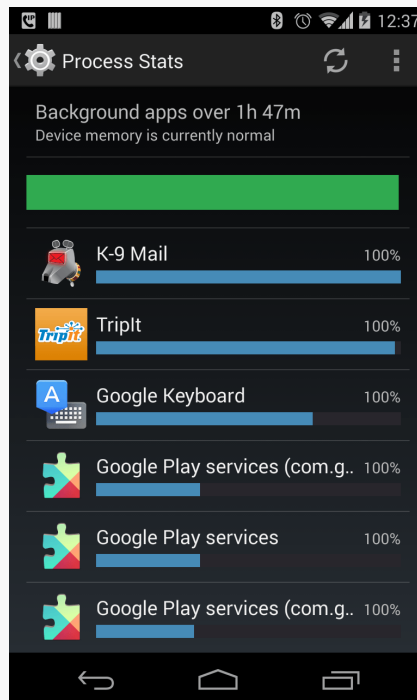 12:37
Process Stats
Background apps over 1h 47m
Device memory is currently normal
K-9 Mail 100%
TripIt
TripIt 100%
A
Google Keyboard 100%
Google Play services (com.g.. 100%
Google Play services 100%
Google Play services (com.g.. 100%